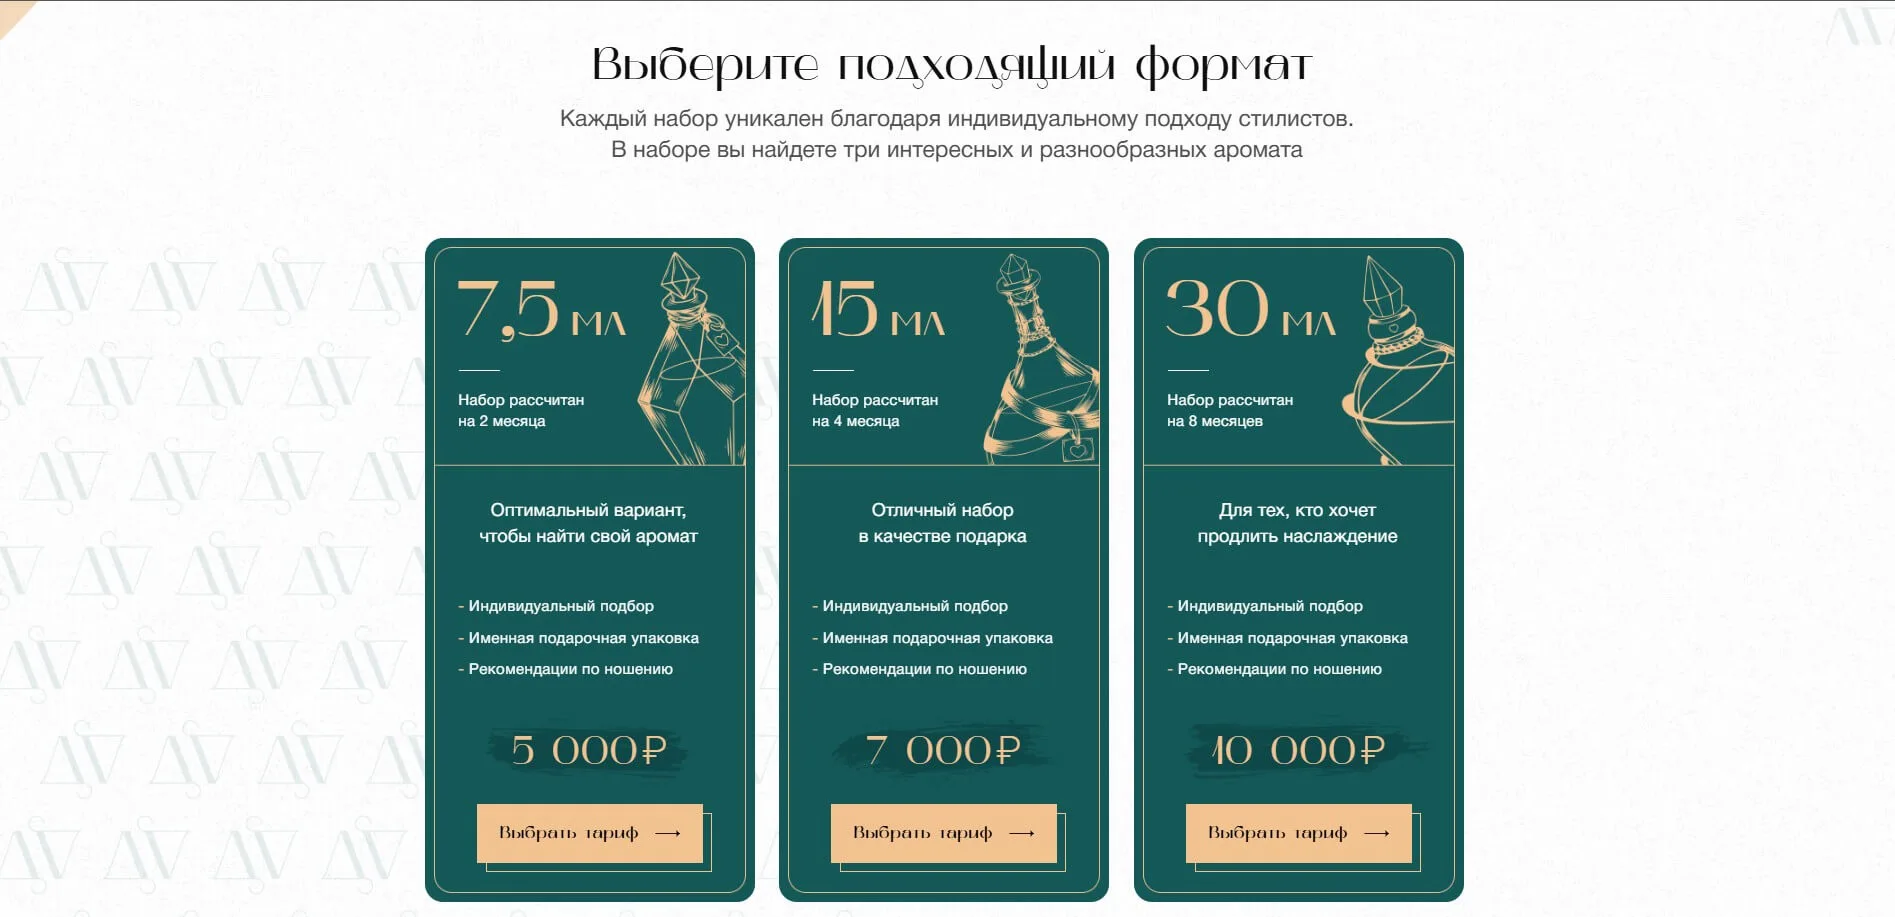 Выберите подходящий формат
Каждый набор уникален благодаря индивидуальному подходу стилистов.
В наборе вы найдете три интересных и разнообразных аромата
7,5 мл
Набор рассчитан
на 2 месяца
Оптимальный вариант,
чтобы найти свой аромат
- Индивидуальный подбор
- Именная подарочная упаковка
- Рекомендации по ношению
5 000₽
Выбрать тариф →
15 мл
Набор рассчитан
на 4 месяца
Отличный набор
в качестве подарка
- Индивидуальный подбор
- Именная подарочная упаковка
- Рекомендации по ношению
7 000₽
Выбрать тариф →
30 мл
Набор рассчитан
на 8 месяцев
Для тех, кто хочет
продлить наслаждение
- Индивидуальный подбор
- Именная подарочная упаковка
- Рекомендации по ношению
10 000₽
Выбрать тариф →